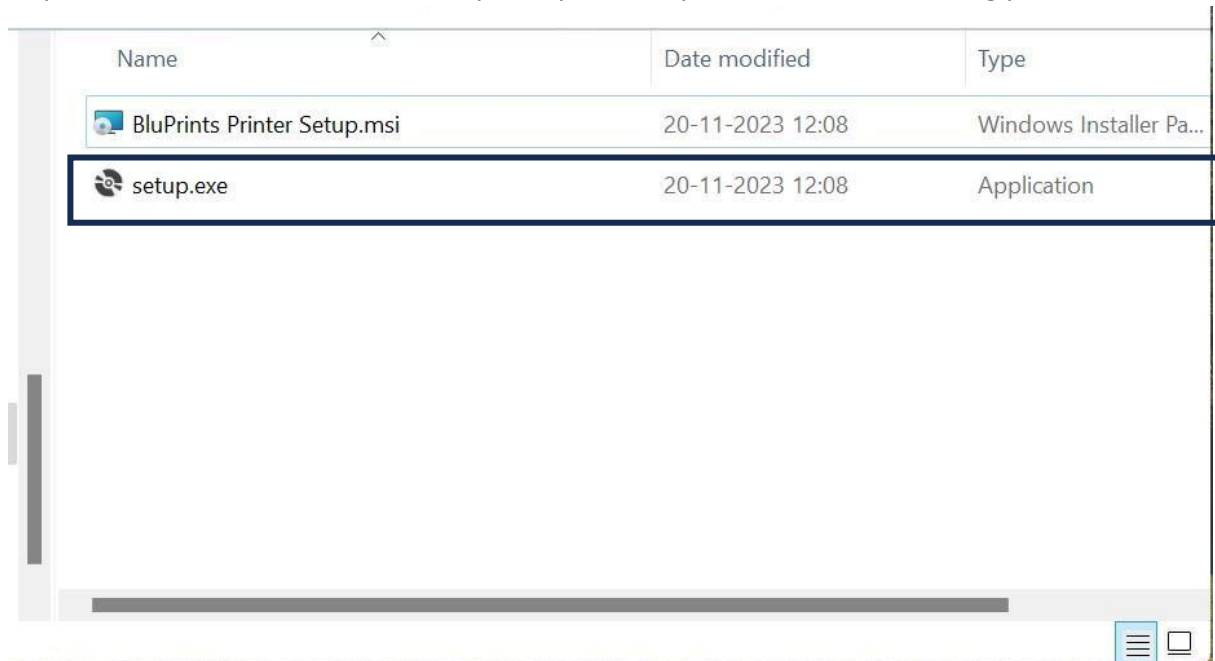 Name Date modified Type
BluPrints Printer Setup.msi 20-11-2023 12:08 Windows Installer Pa...
setup.exe 20-11-2023 12:08 Application